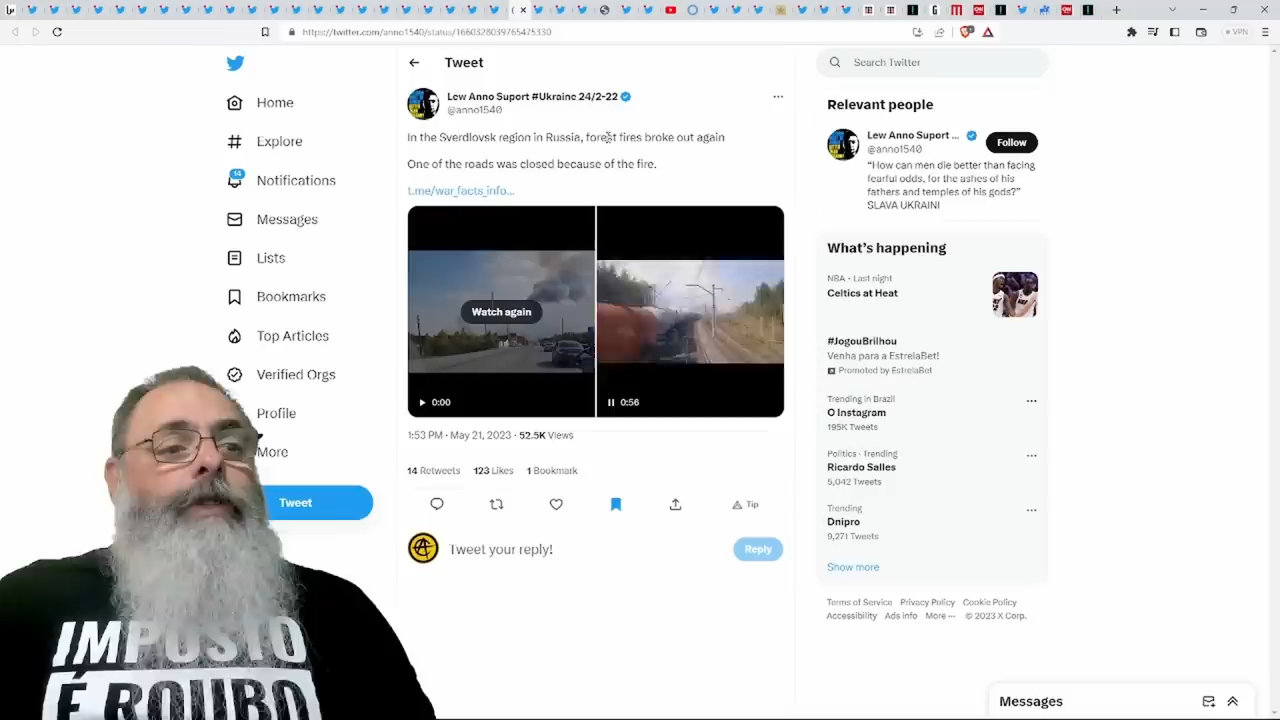 https://twitter.com/anno1540/status/1660328039765475330
VPN
Home
Explore
14
Notifications
Messages
Lists
Bookmarks
Top Articles
Verified Orgs
Profile
More
Tweet
Tweet
Lew Anno Suport #Ukraine 24/2-22
@anno1540
In the Sverdlovsk region in Russia, forest fires broke out again
One of the roads was closed because of the fire.
t.me/war_facts_info...
Watch again
0:00
0:56
1:53 PM · May 21, 2023 · 52.5K Views
14 Retweets 123 Likes 1 Bookmark
Tip
Tweet your reply!
Reply
Search Twitter
Relevant people
Lew Anno Suport ...
@anno1540
Follow
“How can men die better than facing
fearful odds, for the ashes of his
fathers and temples of his gods?”
SLAVA UKRAINI
What’s happening
NBA · Last night
Celtics at Heat
#JogouBrilhou
Venha para a EstrelaBet!
Promoted by EstrelaBet
Trending in Brazil
O Instagram
195K Tweets
Politics · Trending
Ricardo Salles
5,042 Tweets
Trending
Dnipro
9,271 Tweets
Show more
Terms of Service Privacy Policy Cookie Policy
Accessibility Ads info More ··· © 2023 X Corp.
Messages
IMPOSTO
É ROUBO